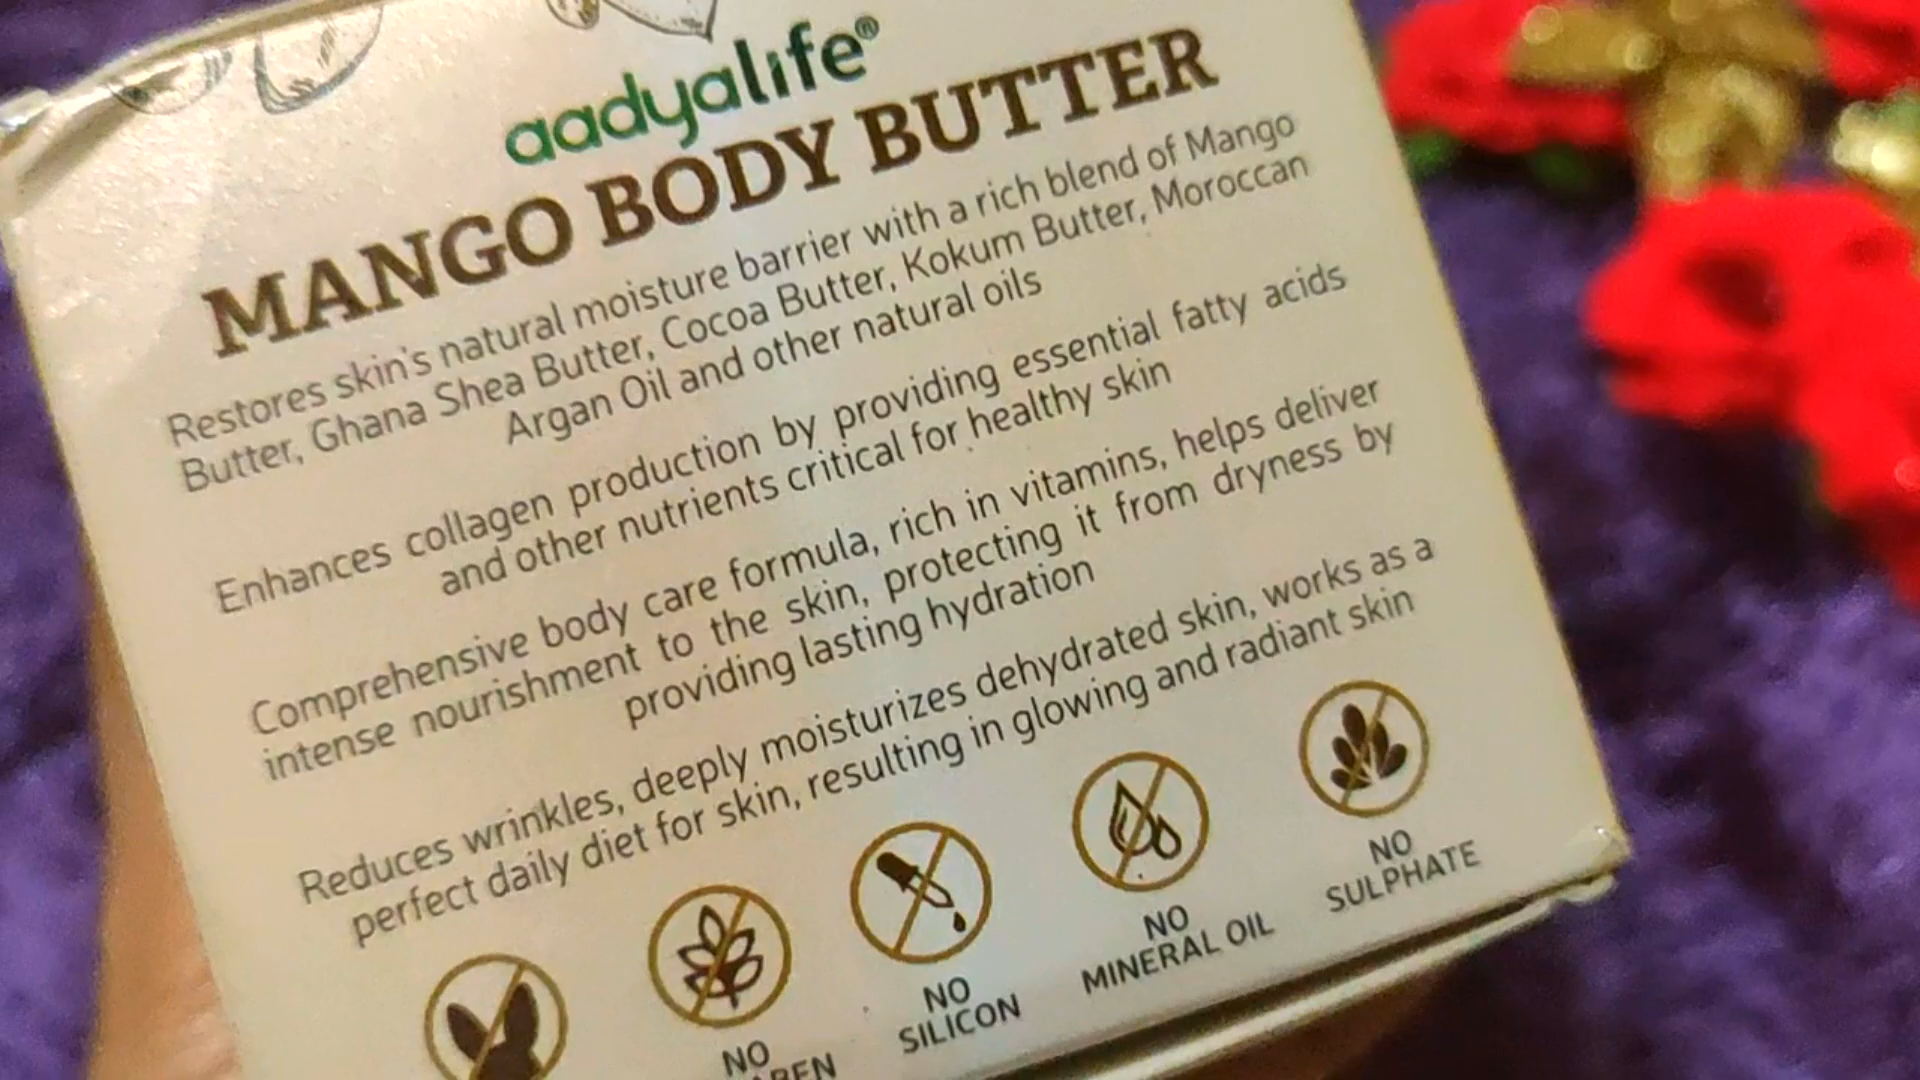 aadyalife®
MANGO BODY BUTTER
Restores skin's natural moisture barrier with a rich blend of Mango
Butter, Ghana Shea Butter, Cocoa Butter, Kokum Butter, Moroccan
Argan Oil and other natural oils
Enhances collagen production by providing essential fatty acids
and other nutrients critical for healthy skin
Comprehensive body care formula, rich in vitamins, helps deliver
intense nourishment to the skin, protecting it from dryness by
providing lasting hydration
Reduces wrinkles, deeply moisturizes dehydrated skin, works as a
perfect daily diet for skin, resulting in glowing and radiant skin
NO
NO
SILICON
NO
MINERAL OIL
NO
SULPHATE